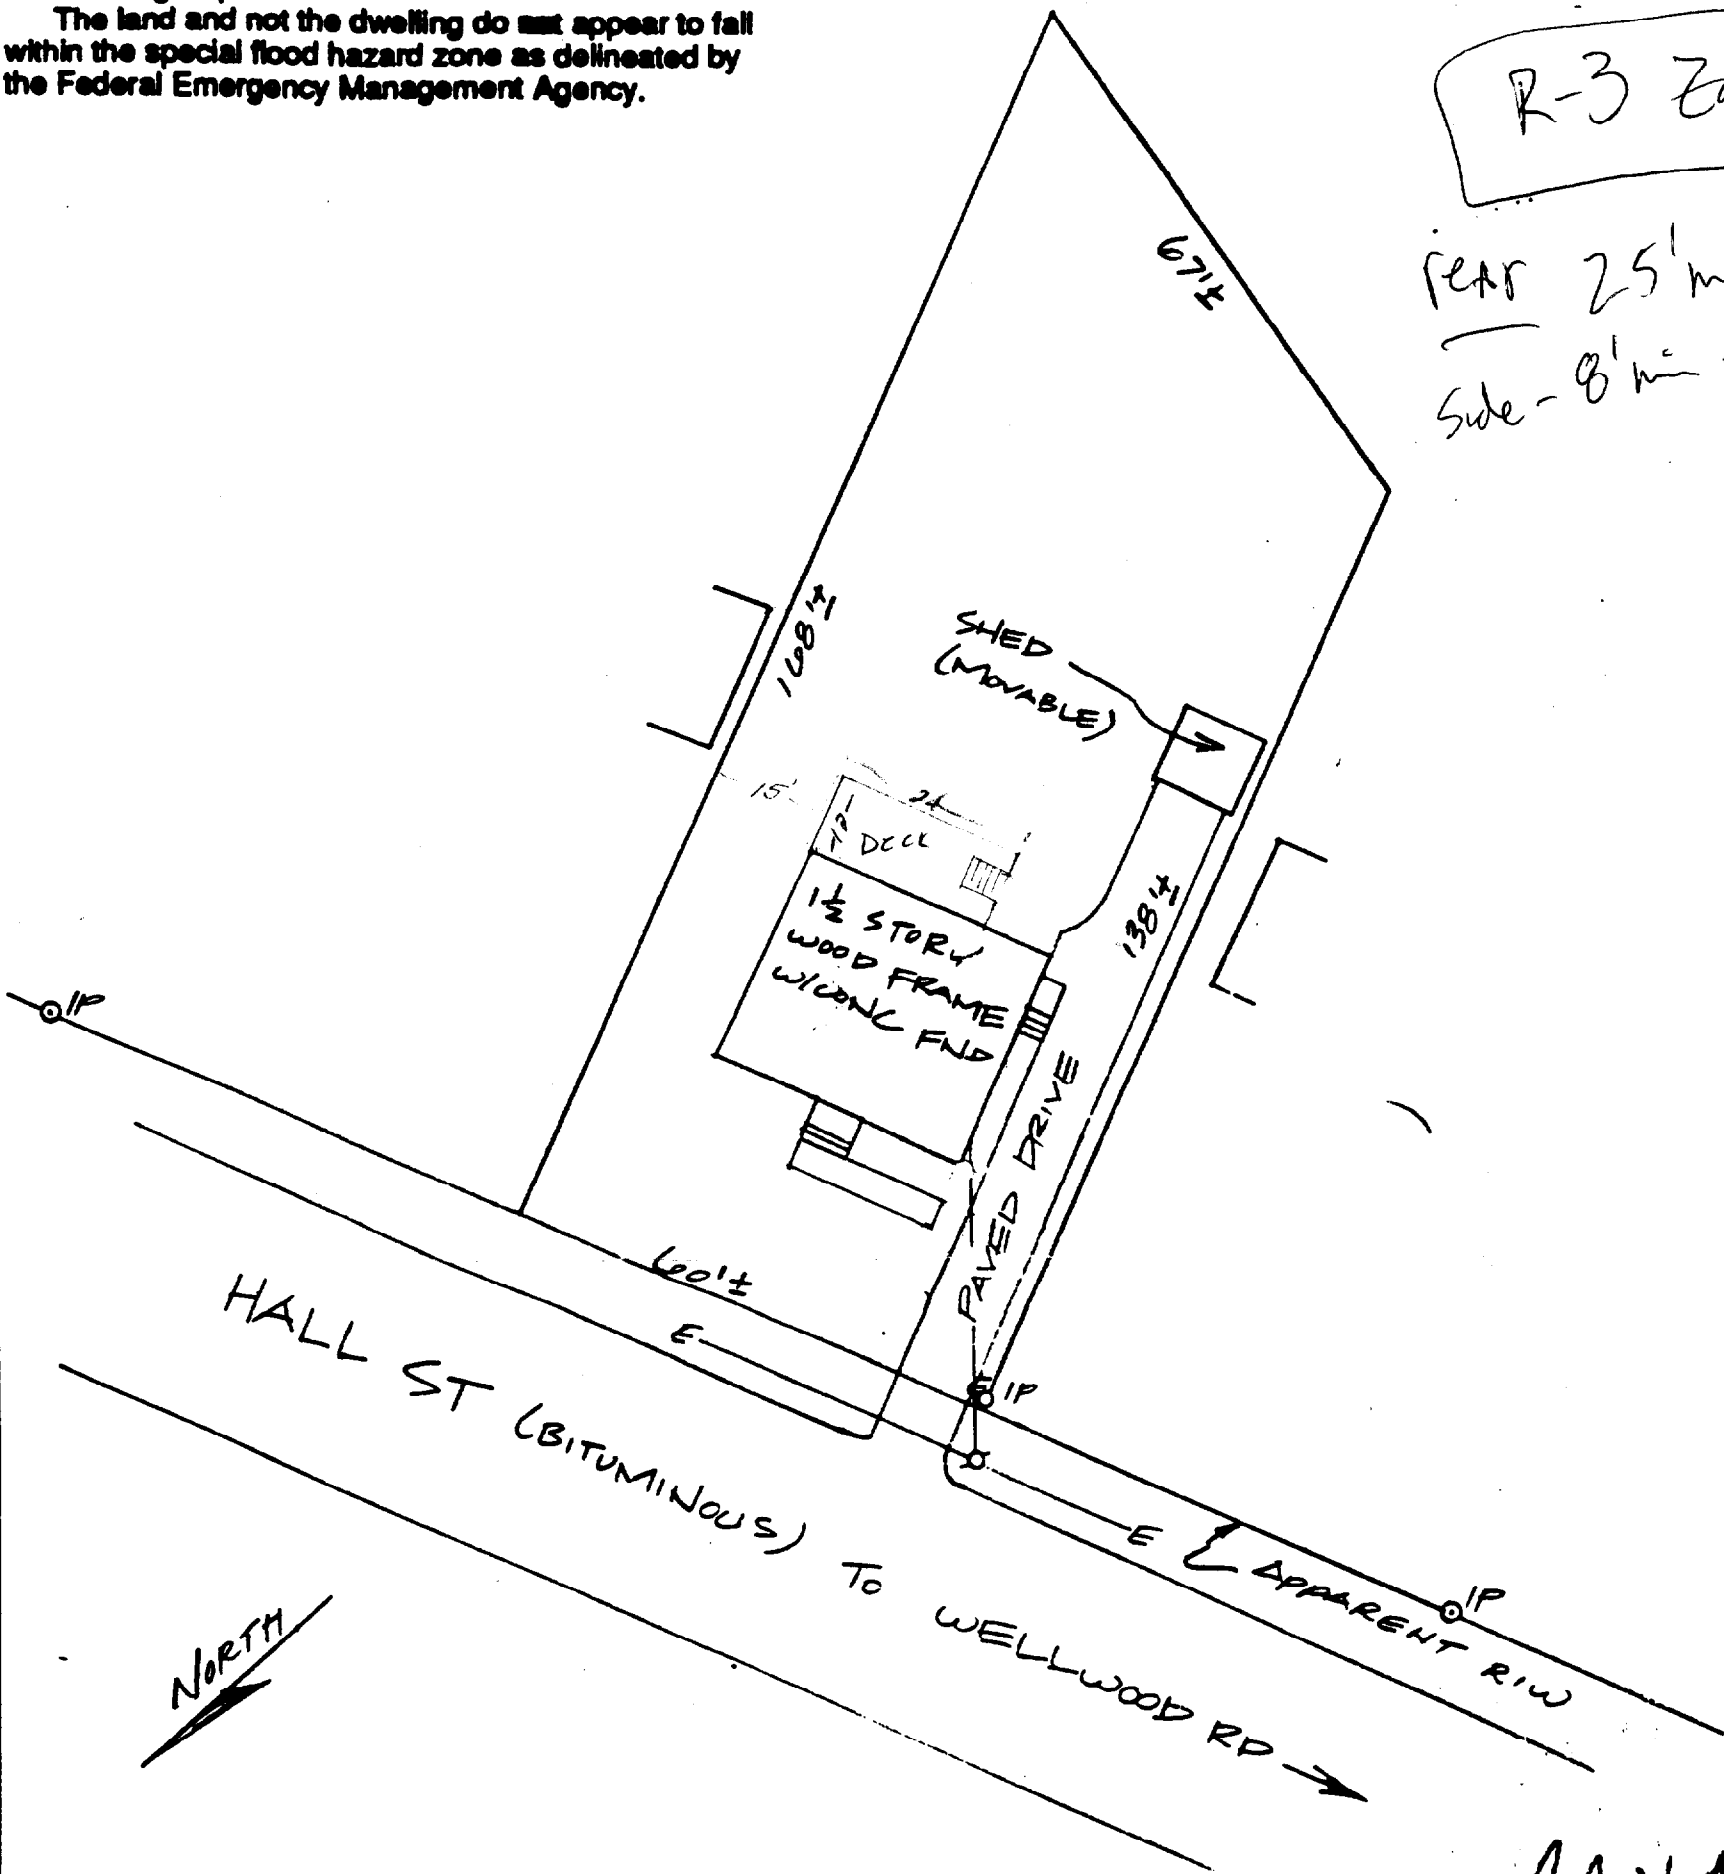 The land and not the dwelling do not appear to fall
within the special flood hazard zone as delineated by
the Federal Emergency Management Agency.
R-3
rear 25'
side - 8' min
67'±
168'±
SHED
(MOVABLE)
15'
24
12
DECK
1½ STORY
WOOD FRAME
W/CONC FND
138'±
PAVED DRIVE
IP
60'±
E
E
IP
E
IP
APPARENT R/W
HALL ST (BITUMINOUS) TO WELLWOOD RD
NORTH